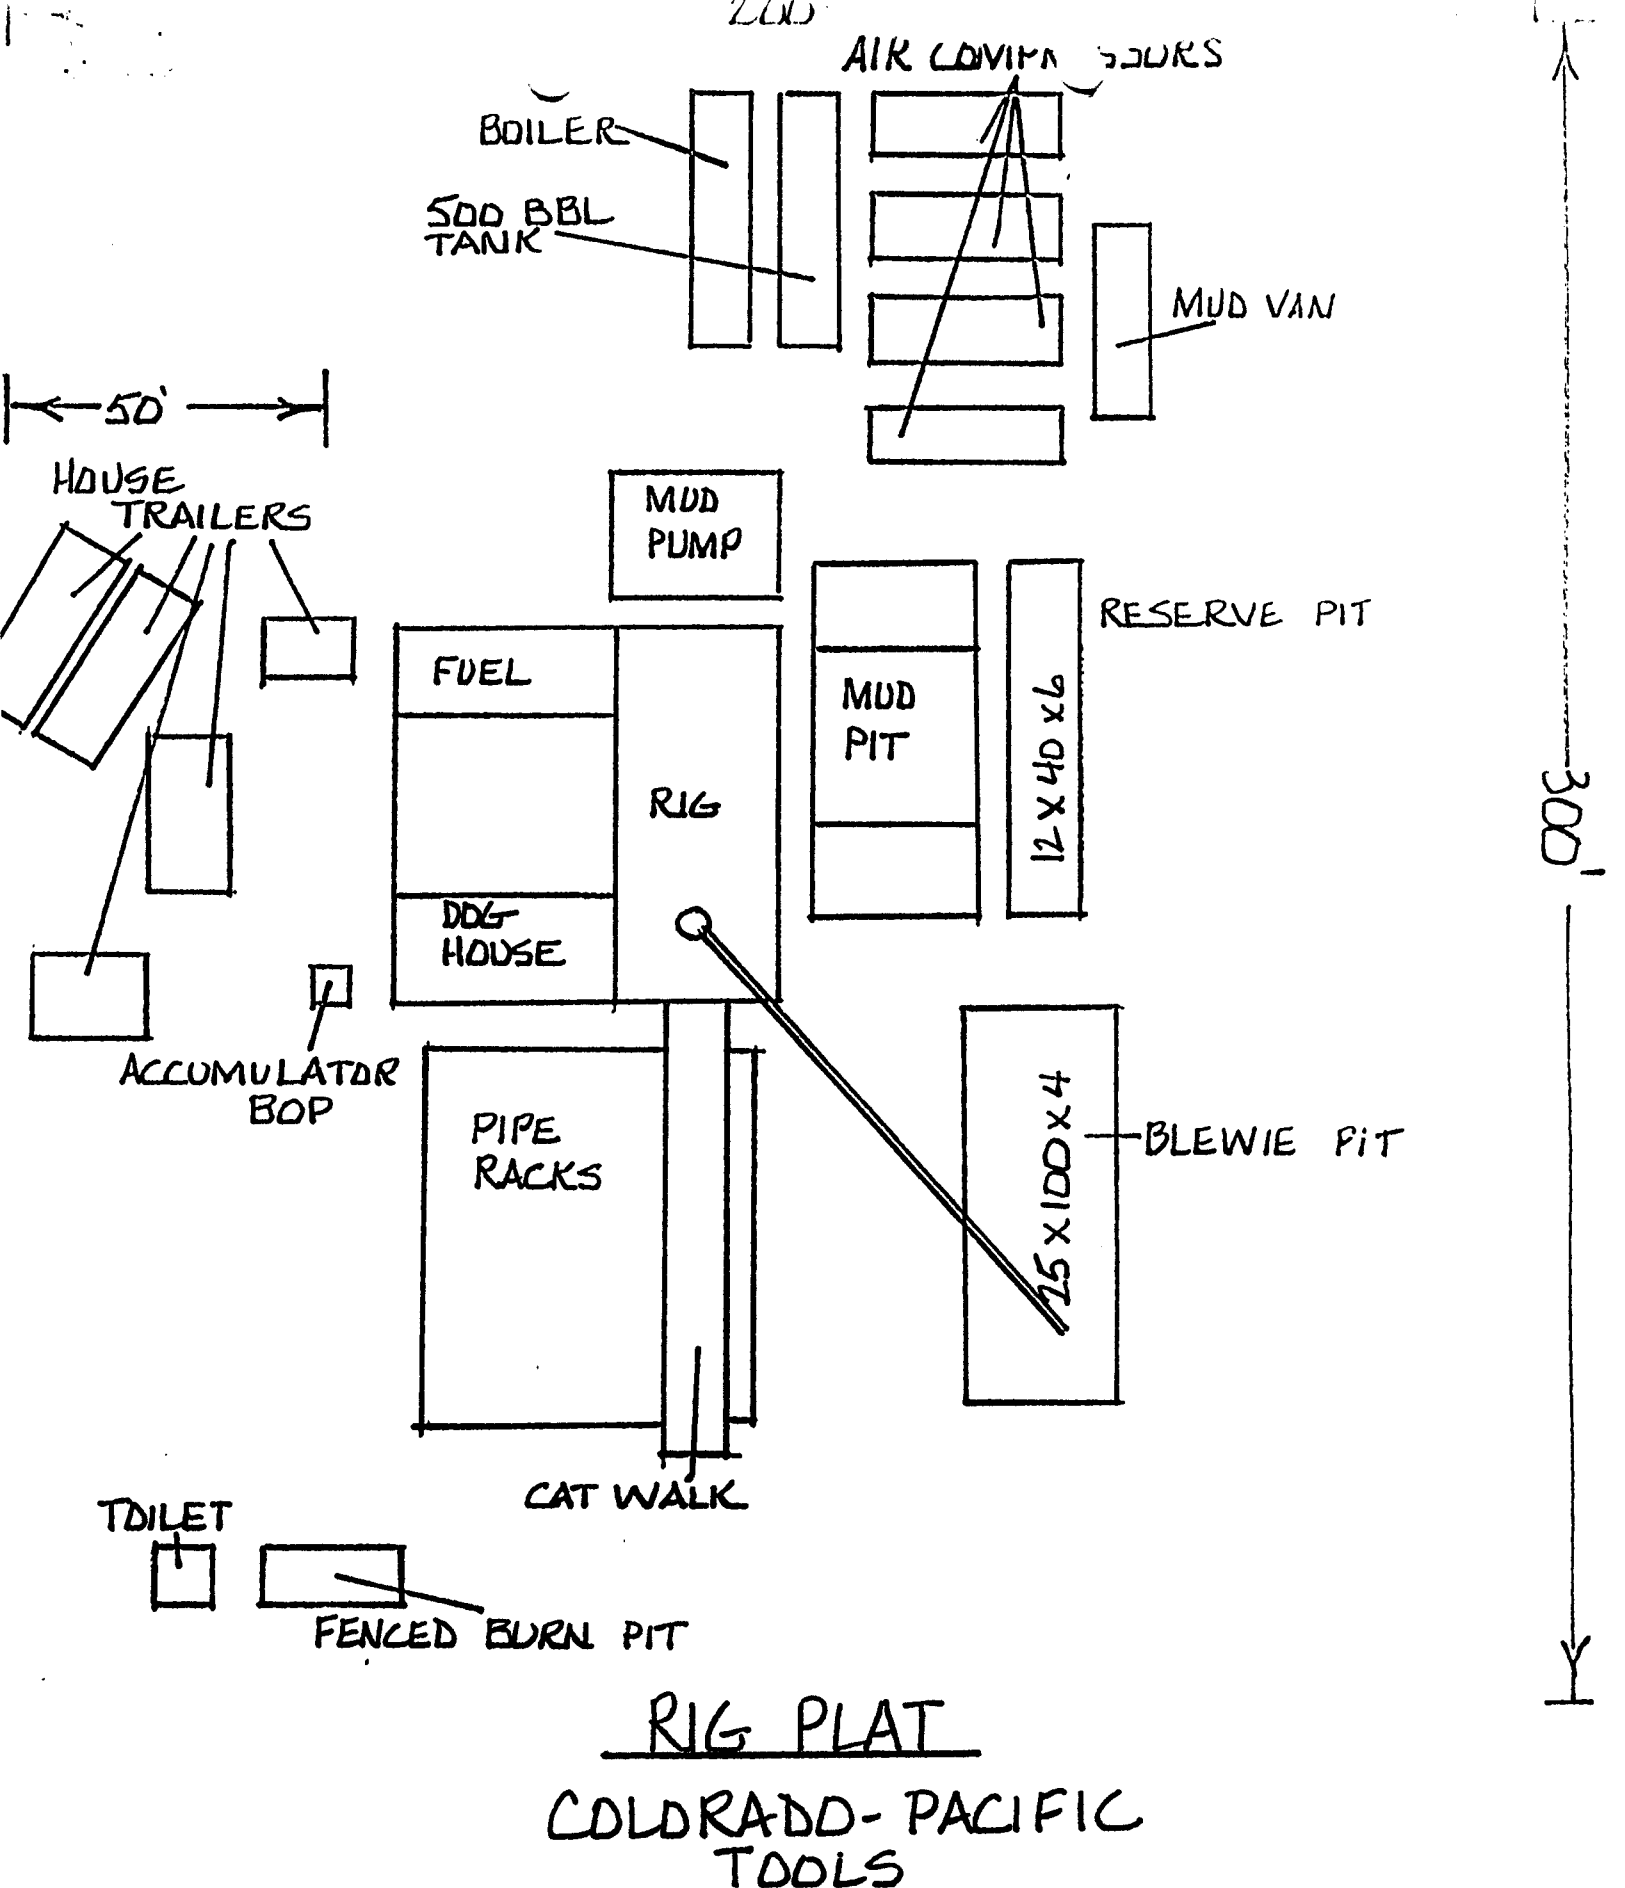 200
AIR COMPRESSORS
BOILER
500 BBL
TANK
MUD VAN
50'
HOUSE
TRAILERS
MUD
PUMP
RESERVE PIT
FUEL
MUD
PIT
12 X 40 X 6
RIG
300'
DOG
HOUSE
ACCUMULATOR
BOP
PIPE
RACKS
25 X 100 X 4
BLEWIE PIT
CAT WALK
TOILET
FENCED BURN PIT
RIG PLAT
COLORADO-PACIFIC
TOOLS